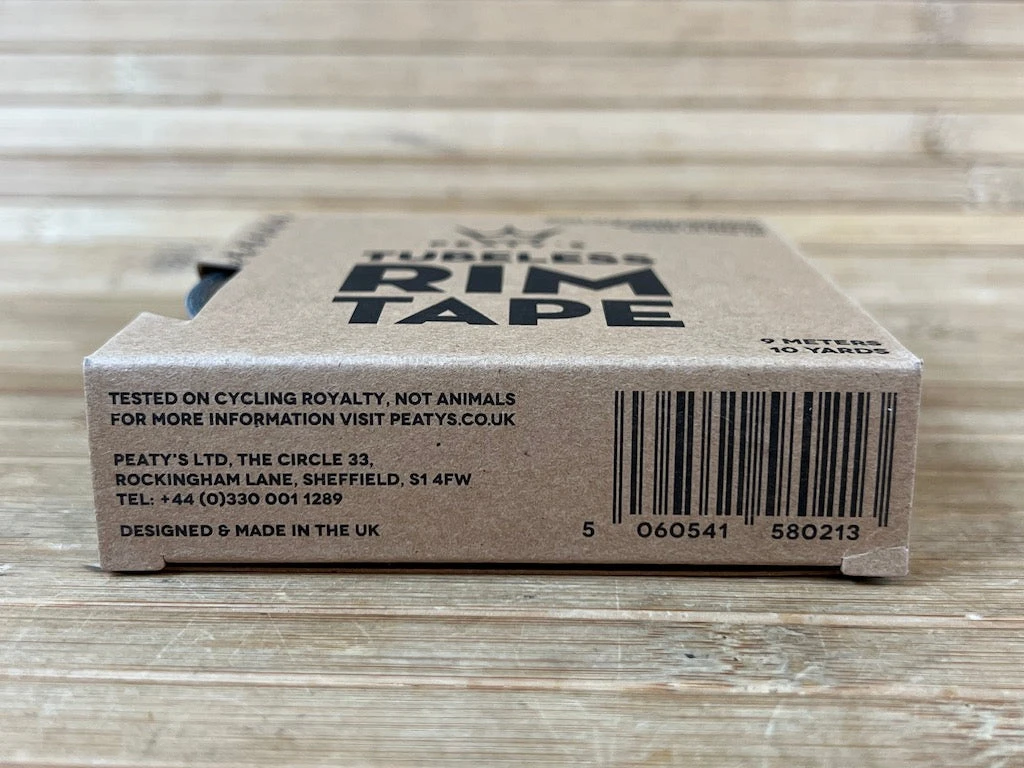 PEATY'S
TUBELESS
RIM
TAPE
9 METERS
10 YARDS
TESTED ON CYCLING ROYALTY, NOT ANIMALS
FOR MORE INFORMATION VISIT PEATYS.CO.UK
PEATY'S LTD, THE CIRCLE 33,
ROCKINGHAM LANE, SHEFFIELD, S1 4FW
TEL: +44 (0)330 001 1289
DESIGNED & MADE IN THE UK
5 060541 580213